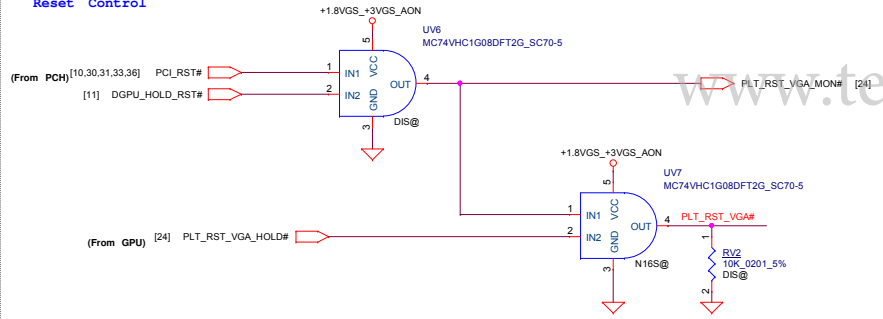 Reset Control
+1.8VGS_+3VGS_AON
UV6
MC74VHC1G08DFT2G_SC70-5
5
(From PCH) [10,30,31,33,36] PCI_RST# 1 IN1 VCC
OUT 4
PLT_RST_VGA_MON# [24]
[11] DGPU_HOLD_RST# 2 IN2 GND
3
DIS@
www.te
+1.8VGS_+3VGS_AON
UV7
MC74VHC1G08DFT2G_SC70-5
5
1 IN1 VCC
OUT 4 PLT_RST_VGA#
(From GPU) [24] PLT_RST_VGA_HOLD# 2 IN2 GND
3
N16S@
1
RV2
10K_0201_5%
DIS@
2